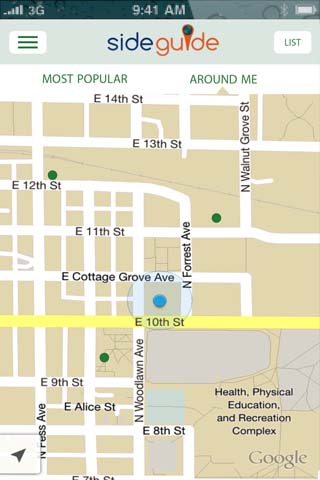 3G 9:41 AM
sideguide
LIST
MOST POPULAR AROUND ME
E 14th St
E 13th St
N Walnut Grove St
E 12th St
E 11th St
N Forrest Ave
E Cottage Grove Ave
E 10th St
N Woodlawn Ave
E 9th St
Health, Physical
Education,
and Recreation
Complex
N Fess Ave
E Alice St
E 8th St
Google
E 7th St